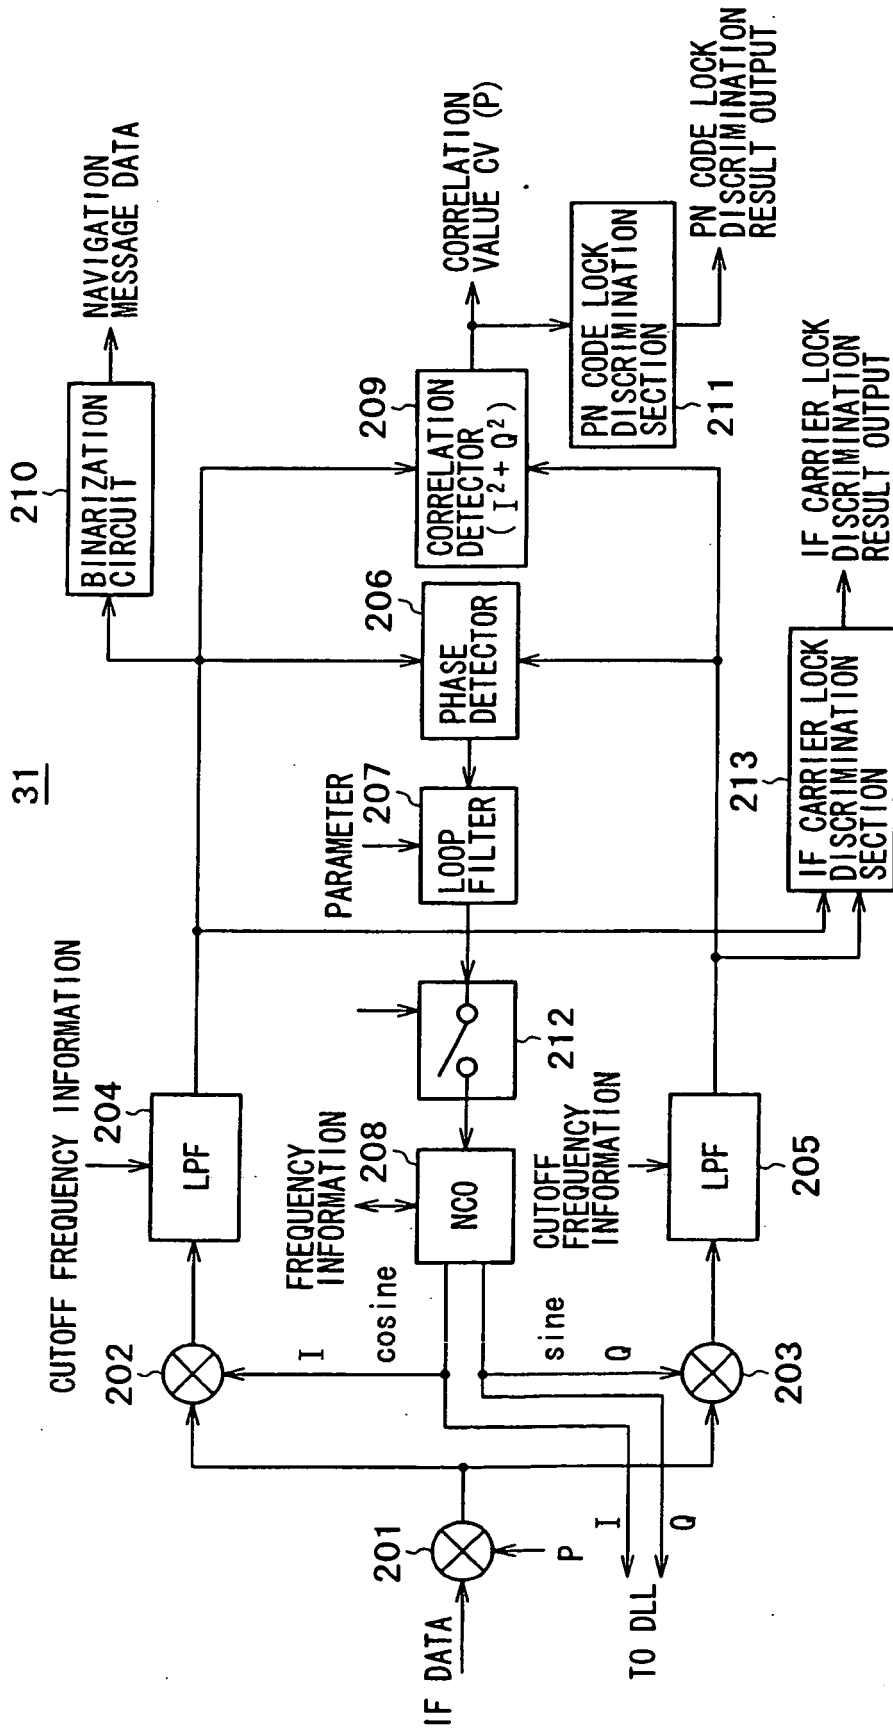 31
210
BINARIZATION
CIRCUIT
NAVIGATION
MESSAGE DATA
CUTOFF FREQUENCY INFORMATION
204
LPF
202
I
cosine
FREQUENCY
INFORMATION
208
NCO
212
PARAMETER
207
LOOP
FILTER
206
PHASE
DETECTOR
209
CORRELATION
DETECTOR
(I²+Q²)
CORRELATION
VALUE CV (P)
PN CODE LOCK
DISCRIMINATION
SECTION
211
PN CODE LOCK
DISCRIMINATION
RESULT OUTPUT
IF DATA
201
P
sine
Q
CUTOFF
FREQUENCY
INFORMATION
LPF
205
203
I
Q
TO DLL
213
IF CARRIER LOCK
DISCRIMINATION
SECTION
IF CARRIER LOCK
DISCRIMINATION
RESULT OUTPUT